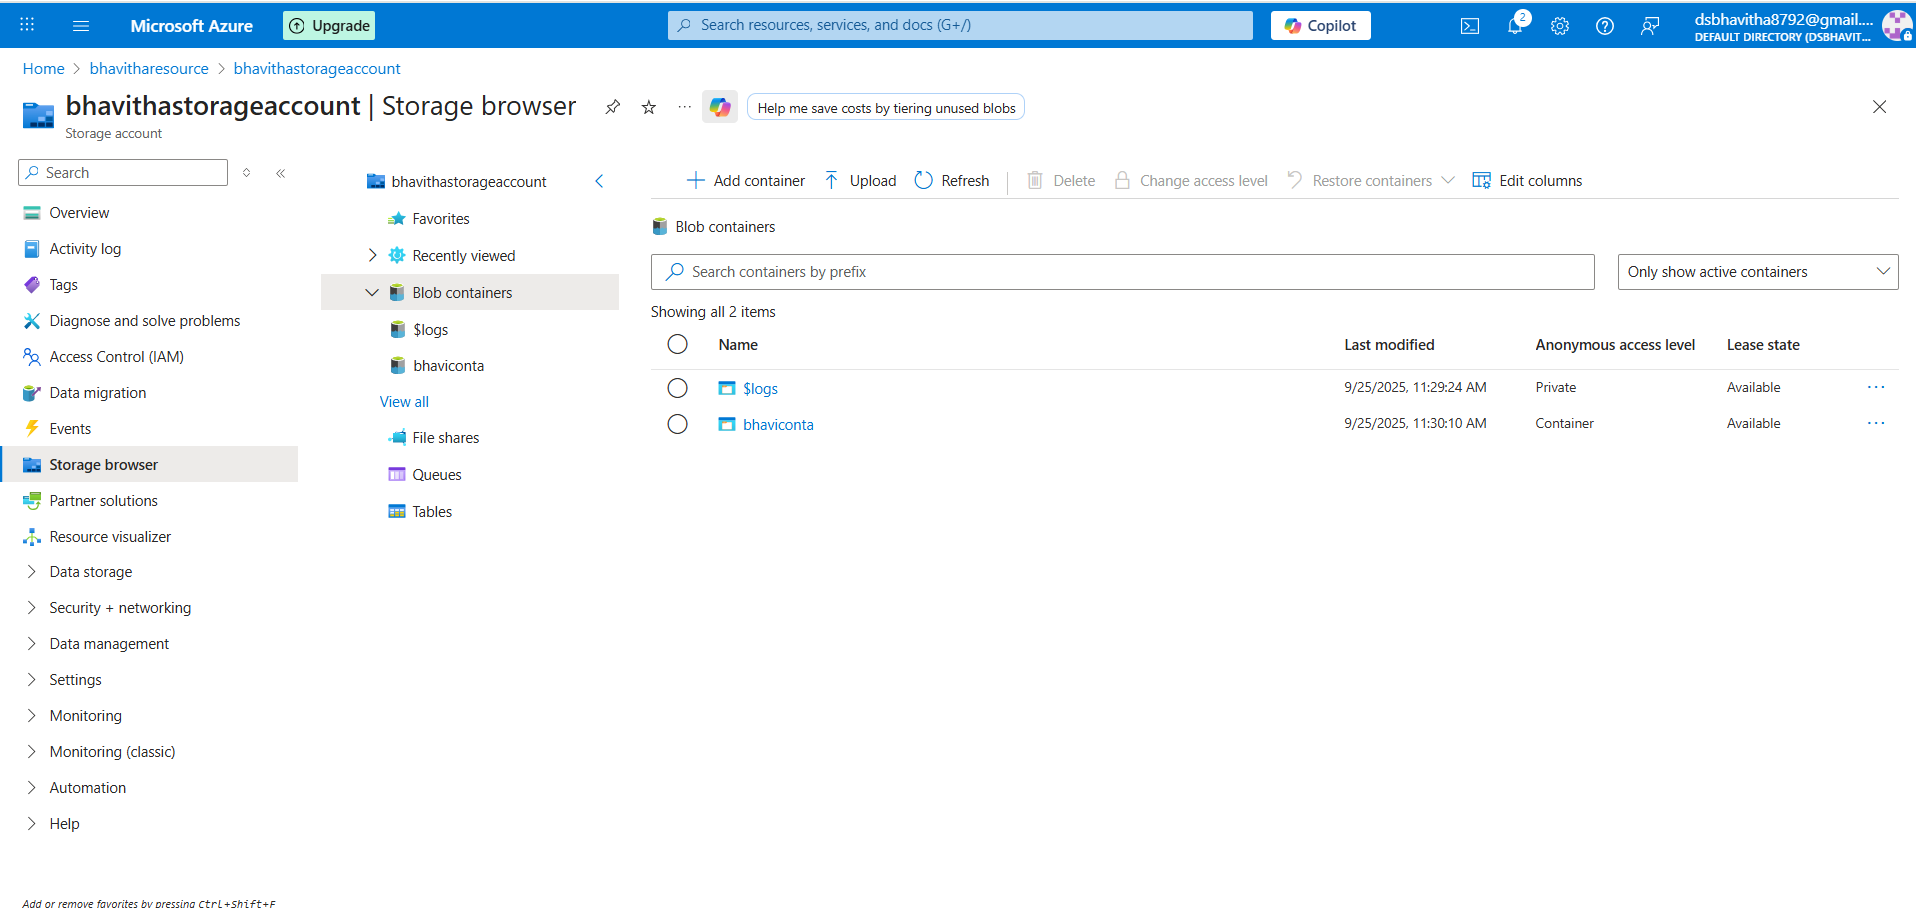 Microsoft Azure
Upgrade
Search resources, services, and docs (G+/)
Copilot
2
dsbhavitha8792@gmail....
DEFAULT DIRECTORY (DSBHAVIT...
Home > bhavitharesource > bhavithastorageaccount
bhavithastorageaccount | Storage browser
...
Help me save costs by tiering unused blobs
Storage account
Search
Overview
Activity log
Tags
Diagnose and solve problems
Access Control (IAM)
Data migration
Events
Storage browser
Partner solutions
Resource visualizer
Data storage
Security + networking
Data management
Settings
Monitoring
Monitoring (classic)
Automation
Help
Add or remove favorites by pressing Ctrl+Shift+F
bhavithastorageaccount
Favorites
Recently viewed
Blob containers
$logs
bhaviconta
View all
File shares
Queues
Tables
Add container Upload Refresh Delete Change access level Restore containers Edit columns
Blob containers
Search containers by prefix
Only show active containers
Showing all 2 items
Name Last modified Anonymous access level Lease state
$logs 9/25/2025, 11:29:24 AM Private Available ...
bhaviconta 9/25/2025, 11:30:10 AM Container Available ...